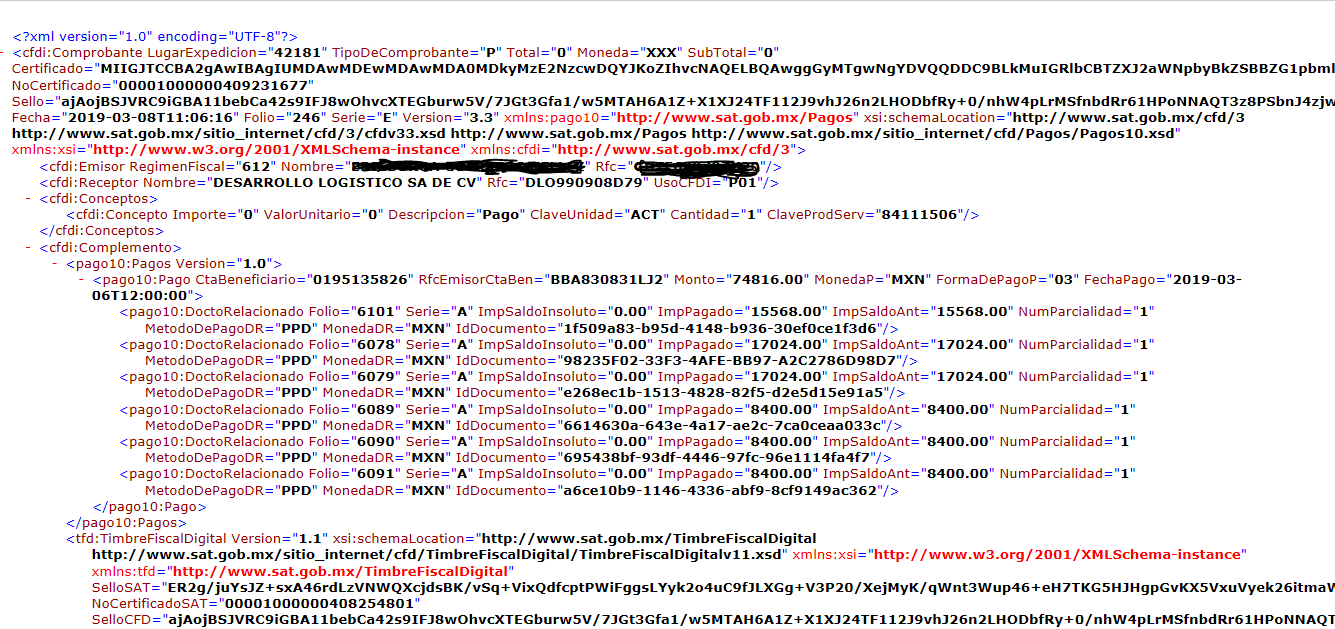 <?xml version="1.0" encoding="UTF-8"?>
- <cfdi:Comprobante LugarExpedicion="42181" TipoDeComprobante="P" Total="0" Moneda="XXX" SubTotal="0"
Certificado="MIIGJTCCBA2gAwIBAgIUMDAwMDEwMDAwMDA0MDkyMzE2NzcwDQYJKoZIhvcNAQELBQAwggGyMTgwNgYDVQQDDC9BLkMuIGRlbCBTZXJ2aWNpbyBkZSBBZG1pbml
NoCertificado="00001000000409231677"
Sello="ajAojBSJVRC9iGBA11bebCa42s9IFJ8wOhvcXTEGburw5V/7JGt3Gfa1/w5MTAH6A1Z+X1XJ24TF112J9vhJ26n2LHODbfRy+0/nhW4pLrMSfnbdRr61HPoNNAQT3z8PSbnJ4zjw
Fecha="2019-03-08T11:06:16" Folio="246" Serie="E" Version="3.3" xmlns:pago10="http://www.sat.gob.mx/Pagos" xsi:schemaLocation="http://www.sat.gob.mx/cfd/3
http://www.sat.gob.mx/sitio_internet/cfd/3/cfdv33.xsd http://www.sat.gob.mx/Pagos http://www.sat.gob.mx/sitio_internet/cfd/Pagos/Pagos10.xsd"
xmlns:xsi="http://www.w3.org/2001/XMLSchema-instance" xmlns:cfdi="http://www.sat.gob.mx/cfd/3">
<cfdi:Emisor RegimenFiscal="612" Nombre=" " Rfc=" "/>
<cfdi:Receptor Nombre="DESARROLLO LOGISTICO SA DE CV" Rfc="DLO990908D79" UsoCFDI="P01"/>
- <cfdi:Conceptos>
<cfdi:Concepto Importe="0" ValorUnitario="0" Descripcion="Pago" ClaveUnidad="ACT" Cantidad="1" ClaveProdServ="84111506"/>
</cfdi:Conceptos>
- <cfdi:Complemento>
- <pago10:Pagos Version="1.0">
- <pago10:Pago CtaBeneficiario="0195135826" RfcEmisorCtaBen="BBA830831LJ2" Monto="74816.00" MonedaP="MXN" FormaDePagoP="03" FechaPago="2019-03-
06T12:00:00">
<pago10:DoctoRelacionado Folio="6101" Serie="A" ImpSaldoInsoluto="0.00" ImpPagado="15568.00" ImpSaldoAnt="15568.00" NumParcialidad="1"
MetodoDePagoDR="PPD" MonedaDR="MXN" IdDocumento="1f509a83-b95d-4148-b936-30ef0ce1f3d6"/>
<pago10:DoctoRelacionado Folio="6078" Serie="A" ImpSaldoInsoluto="0.00" ImpPagado="17024.00" ImpSaldoAnt="17024.00" NumParcialidad="1"
MetodoDePagoDR="PPD" MonedaDR="MXN" IdDocumento="98235F02-33F3-4AFE-BB97-A2C2786D98D7"/>
<pago10:DoctoRelacionado Folio="6079" Serie="A" ImpSaldoInsoluto="0.00" ImpPagado="17024.00" ImpSaldoAnt="17024.00" NumParcialidad="1"
MetodoDePagoDR="PPD" MonedaDR="MXN" IdDocumento="e268ec1b-1513-4828-82f5-d2e5d15e91a5"/>
<pago10:DoctoRelacionado Folio="6089" Serie="A" ImpSaldoInsoluto="0.00" ImpPagado="8400.00" ImpSaldoAnt="8400.00" NumParcialidad="1"
MetodoDePagoDR="PPD" MonedaDR="MXN" IdDocumento="6614630a-643e-4a17-ae2c-7ca0ceaa033c"/>
<pago10:DoctoRelacionado Folio="6090" Serie="A" ImpSaldoInsoluto="0.00" ImpPagado="8400.00" ImpSaldoAnt="8400.00" NumParcialidad="1"
MetodoDePagoDR="PPD" MonedaDR="MXN" IdDocumento="695438bf-93df-4446-97fc-96e1114fa4f7"/>
<pago10:DoctoRelacionado Folio="6091" Serie="A" ImpSaldoInsoluto="0.00" ImpPagado="8400.00" ImpSaldoAnt="8400.00" NumParcialidad="1"
MetodoDePagoDR="PPD" MonedaDR="MXN" IdDocumento="a6ce10b9-1146-4336-abf9-8cf9149ac362"/>
</pago10:Pago>
</pago10:Pagos>
<tfd:TimbreFiscalDigital Version="1.1" xsi:schemaLocation="http://www.sat.gob.mx/TimbreFiscalDigital
http://www.sat.gob.mx/sitio_internet/cfd/TimbreFiscalDigital/TimbreFiscalDigitalv11.xsd" xmlns:xsi="http://www.w3.org/2001/XMLSchema-instance"
xmlns:tfd="http://www.sat.gob.mx/TimbreFiscalDigital"
SelloSAT="ER2g/juYsJZ+sxA46rdLzVNWQXcjdsBK/vSq+VixQdfcptPWiFggsLYyk2o4uC9fJLXGg+V3P20/XejMyK/qWnt3Wup46+eH7TKG5HJHgpGvKX5VxuVyek26itmaW
NoCertificadoSAT="00001000000408254801"
SelloCFD="ajAojBSJVRC9iGBA11bebCa42s9IFJ8wOhvcXTEGburw5V/7JGt3Gfa1/w5MTAH6A1Z+X1XJ24TF112J9vhJ26n2LHODbfRy+0/nhW4pLrMSfnbdRr61HPoNNAQT